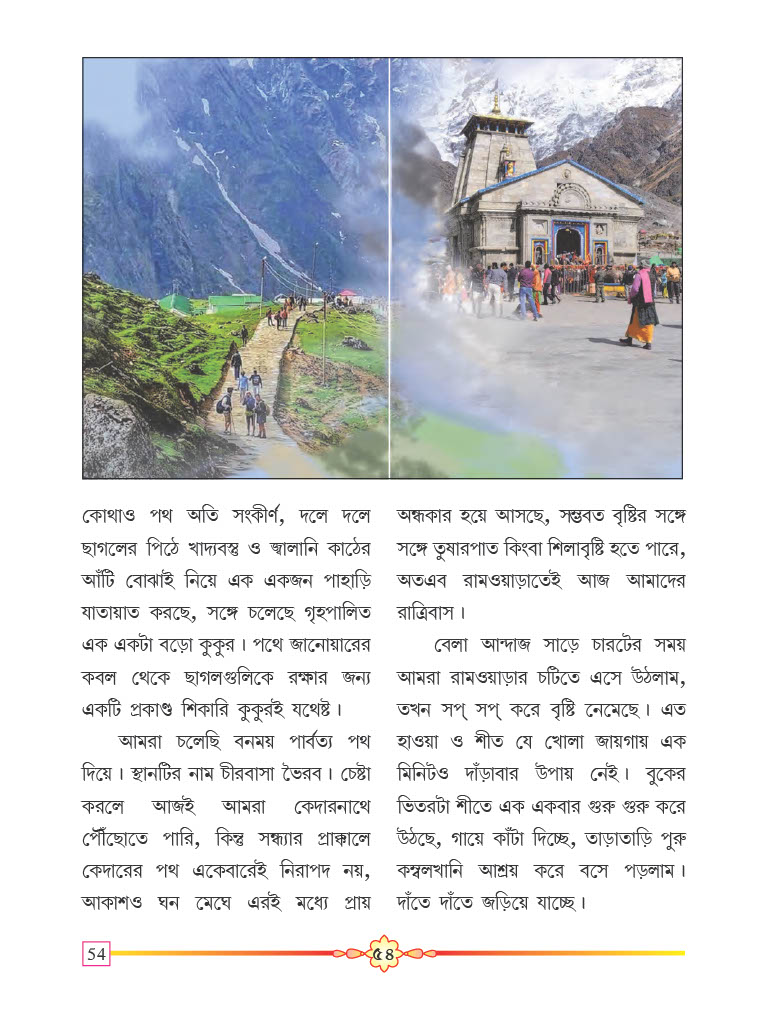 কোথাও পথ অতি সংকীর্ণ, দলে দলে
ছাগলের পিঠে খাদ্যবস্তু ও জ্বালানি কাঠের
আঁটি বোঝাই নিয়ে এক একজন পাহাড়ি
যাতায়াত করছে, সঙ্গে চলেছে গৃহপালিত
এক একটা বড়ো কুকুর। পথে জানোয়ারের
কবল থেকে ছাগলগুলিকে রক্ষার জন্য
একটি প্রকাণ্ড শিকারি কুকুরই যথেষ্ট।
আমরা চলেছি বনময় পার্বত্য পথ
দিয়ে। স্থানটির নাম চীরবাসা ভৈরব। চেষ্টা
করলে আজই আমরা কেদারনাথে
পৌঁছোতে পারি, কিন্তু সন্ধ্যার প্রাক্কালে
কেদারের পথ একেবারেই নিরাপদ নয়,
আকাশও ঘন মেঘে এরই মধ্যে প্রায়
অন্ধকার হয়ে আসছে, সম্ভবত বৃষ্টির সঙ্গে
সঙ্গে তুষারপাত কিংবা শিলাবৃষ্টি হতে পারে,
অতএব রামওয়াড়াতেই আজ আমাদের
রাত্রিবাস।
বেলা আন্দাজ সাড়ে চারটের সময়
আমরা রামওয়াড়ার চটিতে এসে উঠলাম,
তখন সপ্ সপ্ করে বৃষ্টি নেমেছে। এত
হাওয়া ও শীত যে খোলা জায়গায় এক
মিনিটও দাঁড়াবার উপায় নেই। বুকের
ভিতরটা শীতে এক একবার গুরু গুরু করে
উঠছে, গায়ে কাঁটা দিচ্ছে, তাড়াতাড়ি পুরু
কম্বলখানি আশ্রয় করে বসে পড়লাম।
দাঁতে দাঁতে জড়িয়ে যাচ্ছে।
54
৫৪